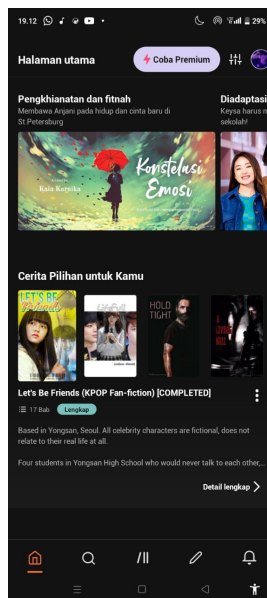 19.12
29%
Halaman utama
Coba Premium
Pengkhianatan dan fitnah
Membawa Anjani pada hidup dan cinta baru di
St.Petersburg
Diadaptasi
Keysa harus m
sekolah!
Kaia Karnika
Konstelasi
Emosi
Cerita Pilihan untuk Kamu
LET'S BE
Friends
HOLD
TIGHT
A
LIVING
Let's Be Friends (KPOP Fan-fiction) [COMPLETED]
17 Bab
Lengkap
Based in Yongsan, Seoul. All celebrity characters are fictional, does not
relate to their real life at all.
Four students in Yongsan High School who would never talk to each other,...
Detail lengkap